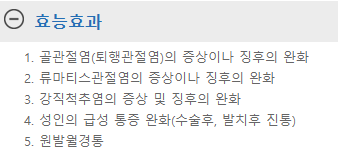 효능효과
1. 골관절염(퇴행관절염)의 증상이나 징후의 완화
2. 류마티스관절염의 증상이나 징후의 완화
3. 강직척추염의 증상 및 징후의 완화
4. 성인의 급성 통증 완화(수술후, 발치후 진통)
5. 원발월경통